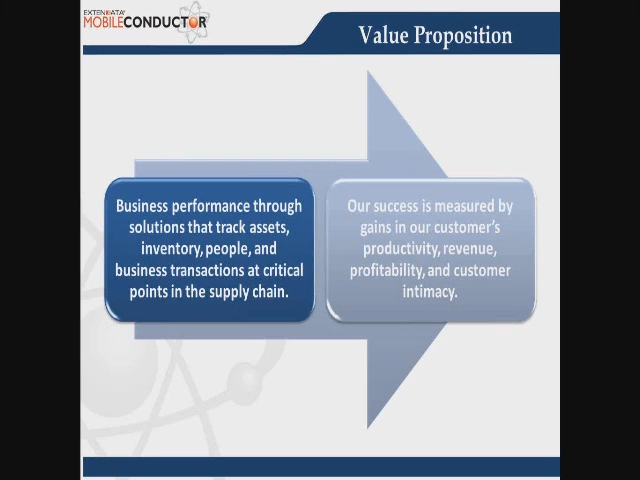 EXTENDATA
MOBILECONDUCTOR
Value Proposition
Business performance through
solutions that track assets,
inventory, people, and
business transactions at critical
points in the supply chain.
Our success is measured by
gains in our customer's
productivity, revenue,
profitability, and customer
intimacy.